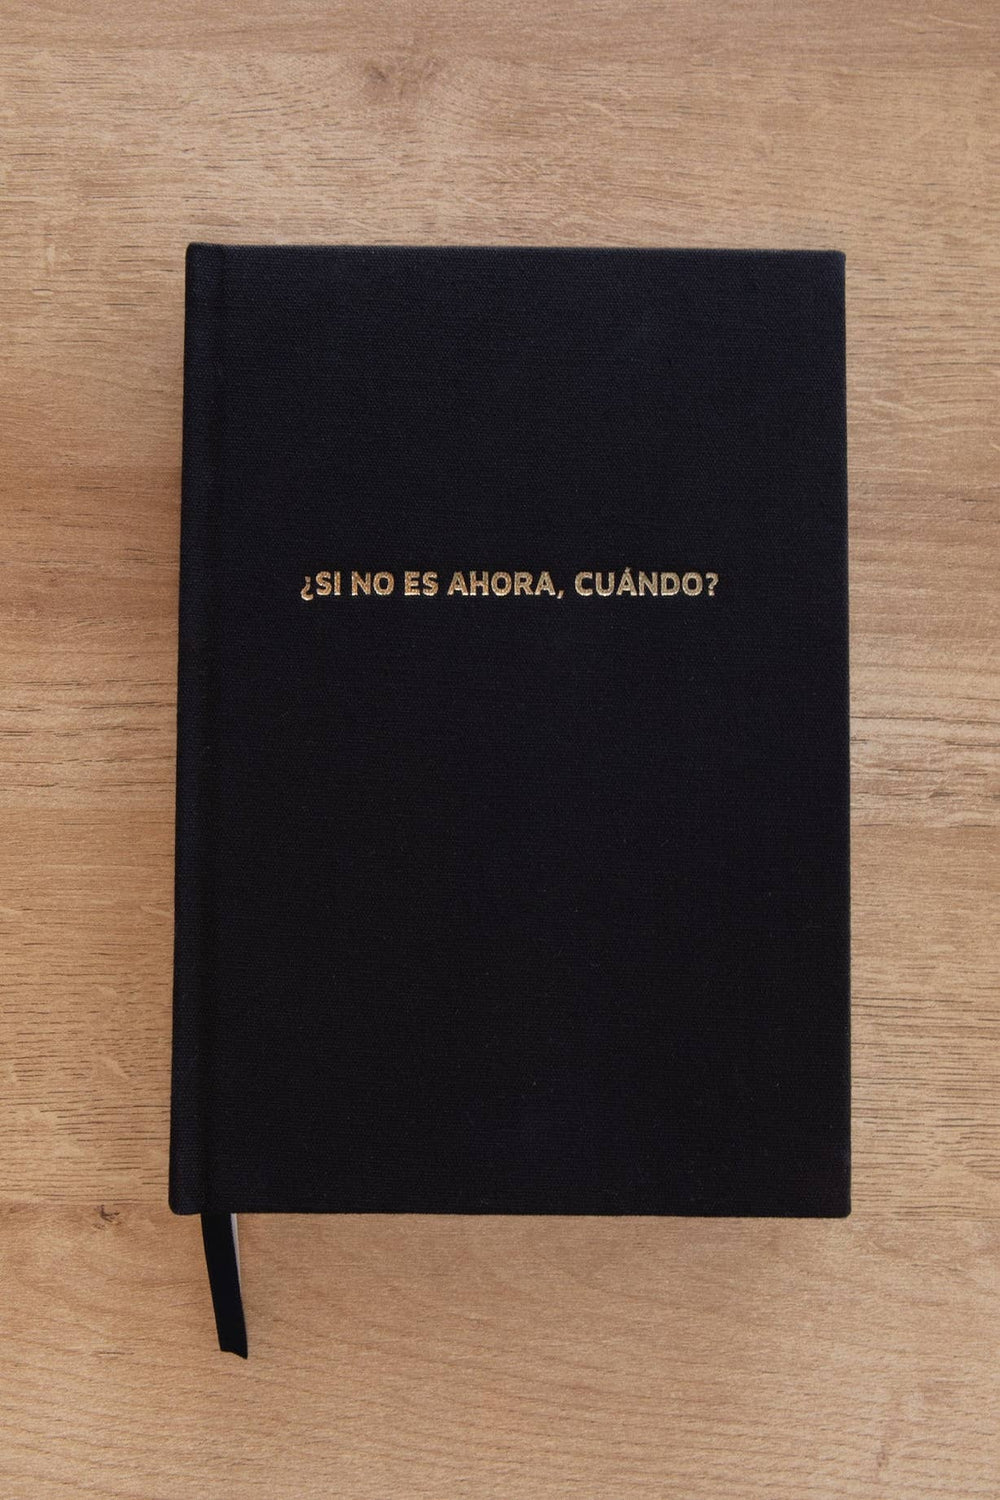 ¿SI NO ES AHORA, CUÁNDO?